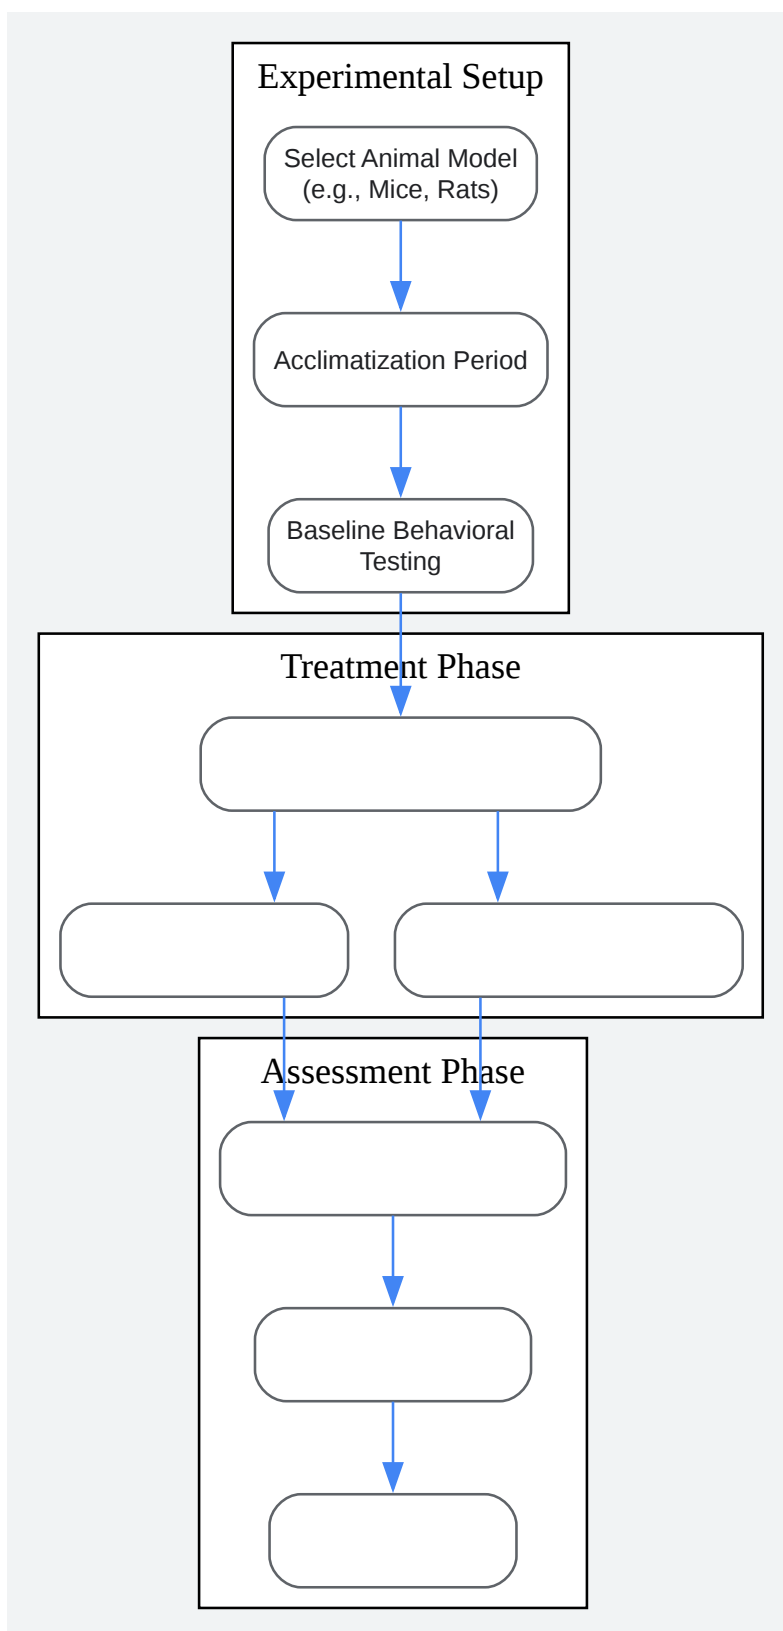 Experimental Setup
Select Animal Model
(e.g., Mice, Rats)
Acclimatization Period
Baseline Behavioral
Testing
Treatment Phase
Assessment Phase